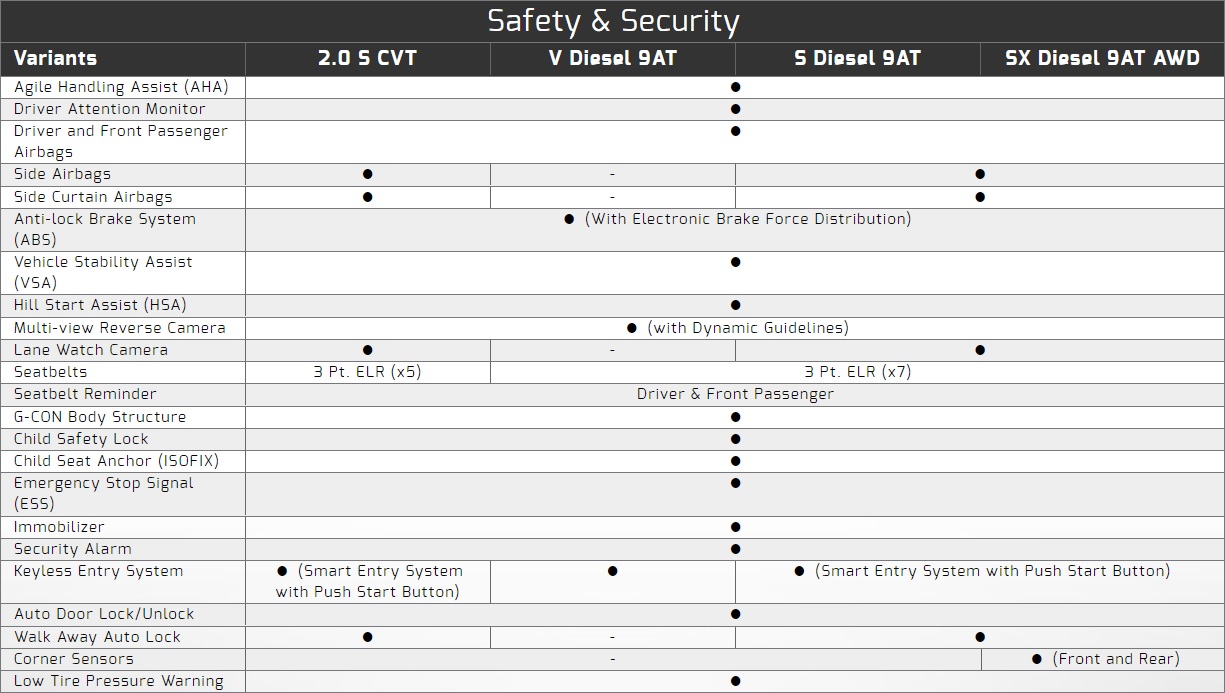 Safety & Security
Variants 2.0 S CVT V Diesel 9AT S Diesel 9AT SX Diesel 9AT AWD
Agile Handling Assist (AHA) ●
Driver Attention Monitor ●
Driver and Front Passenger ●
Airbags
Side Airbags ● - ●
Side Curtain Airbags ● - ●
Anti-lock Brake System ● (With Electronic Brake Force Distribution)
(ABS)
Vehicle Stability Assist ●
(VSA)
Hill Start Assist (HSA) ●
Multi-view Reverse Camera ● (with Dynamic Guidelines)
Lane Watch Camera ● - ●
Seatbelts 3 Pt. ELR (x5) 3 Pt. ELR (x7)
Seatbelt Reminder Driver & Front Passenger
G-CON Body Structure ●
Child Safety Lock ●
Child Seat Anchor (ISOFIX) ●
Emergency Stop Signal ●
(ESS)
Immobilizer ●
Security Alarm ●
Keyless Entry System ● (Smart Entry System ● ● (Smart Entry System with Push Start Button)
with Push Start Button)
Auto Door Lock/Unlock ●
Walk Away Auto Lock ● - ●
Corner Sensors - ● (Front and Rear)
Low Tire Pressure Warning ●